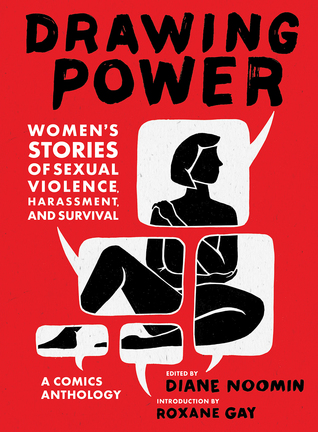 DRAWING
POWER
WOMEN'S
STORIES
OF SEXUAL
VIOLENCE,
HARASSMENT,
AND SURVIVAL
A COMICS
ANTHOLOGY
EDITED BY
DIANE NOOMIN
INTRODUCTION BY
ROXANE GAY